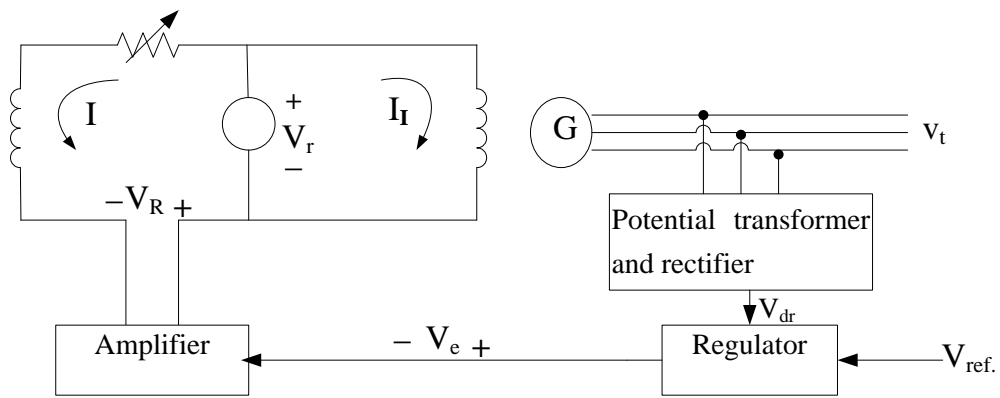 I
+
V_r
−
I_I
G
v_t
−V_R +
Potential transformer
and rectifier
V_dr
Amplifier
− V_e +
Regulator
V_ref.